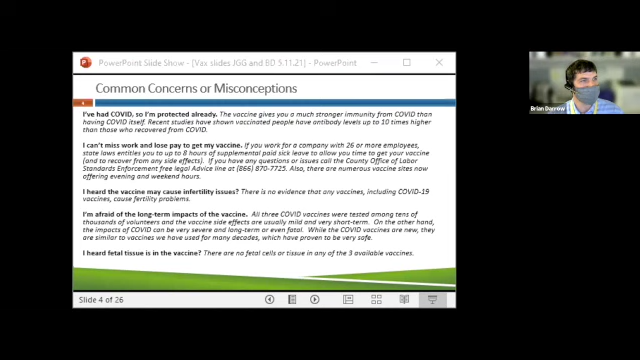 PowerPoint Slide Show - [Vax slides JGG and BD 5.11.21] - PowerPoint
Common Concerns or Misconceptions
4
I've had COVID, so I'm protected already. The vaccine gives you a much stronger immunity from COVID than
having COVID itself. Recent studies have shown vaccinated people have antibody levels up to 10 times higher
than those who recovered from COVID.
I can't miss work and lose pay to get my vaccine. If you work for a company with 26 or more employees,
state laws entitles you to up to 8 hours of supplemental paid sick leave to allow you time to get your vaccine
(and to recover from any side effects). If you have any questions or issues call the County Office of Labor
Standards Enforcement free legal Advice line at (866) 870-7725. Also, there are numerous vaccine sites now
offering evening and weekend hours.
I heard the vaccine may cause infertility issues? There is no evidence that any vaccines, including COVID-19
vaccines, cause fertility problems.
I'm afraid of the long-term impacts of the vaccine. All three COVID vaccines were tested among tens of
thousands of volunteers and the vaccine side effects are usually mild and very short-term. On the other hand,
the impacts of COVID can be very severe and long-term or even fatal. While the COVID vaccines are new, they
are similar to vaccines we have used for many decades, which have proven to be very safe.
I heard fetal tissue is in the vaccine? There are no fetal cells or tissue in any of the 3 available vaccines.
Slide 4 of 26
Brian Darrow